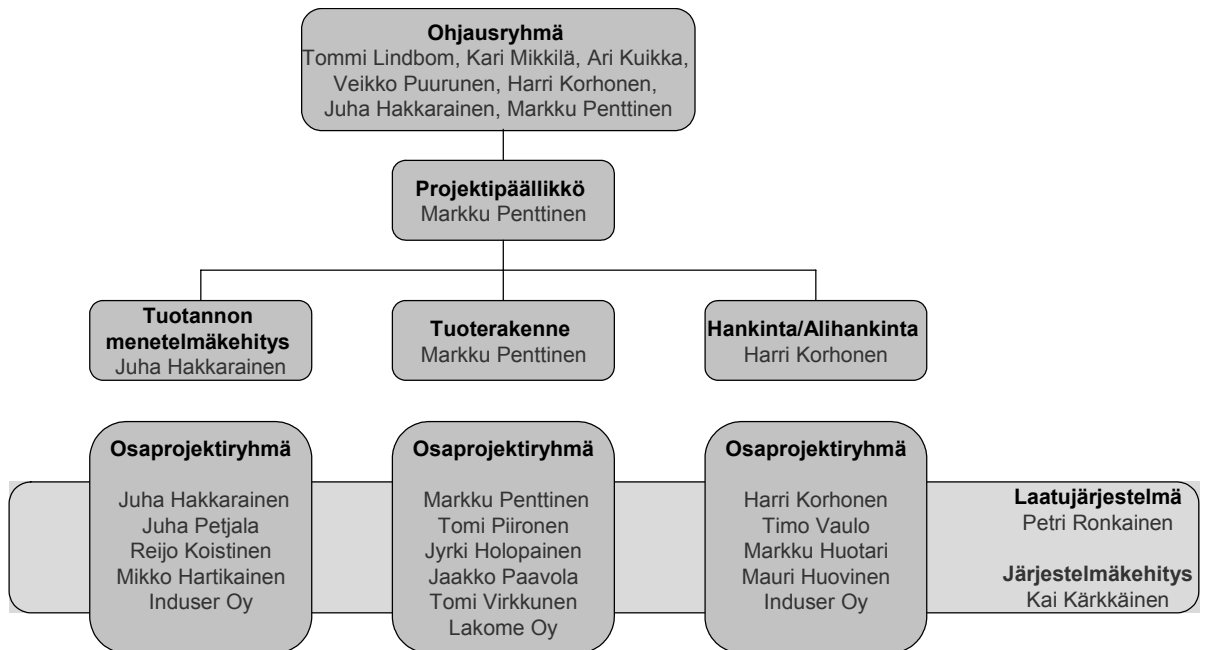 Ohjausryhmä
Tommi Lindbom, Kari Mikkilä, Ari Kuikka,
Veikko Puurunen, Harri Korhonen,
Juha Hakkarainen, Markku Penttinen
Projektipäällikkö
Markku Penttinen
Tuotannon
menetelmäkehitys
Juha Hakkarainen
Tuoterakenne
Markku Penttinen
Hankinta/Alihankinta
Harri Korhonen
Osaprojektiryhmä
Juha Hakkarainen
Juha Petjala
Reijo Koistinen
Mikko Hartikainen
Induser Oy
Osaprojektiryhmä
Markku Penttinen
Tomi Piironen
Jyrki Holopainen
Jaakko Paavola
Tomi Virkkunen
Lakome Oy
Osaprojektiryhmä
Harri Korhonen
Timo Vaulo
Markku Huotari
Mauri Huovinen
Induser Oy
Laatujärjestelmä
Petri Ronkainen
Järjestelmäkehitys
Kai Kärkkäinen